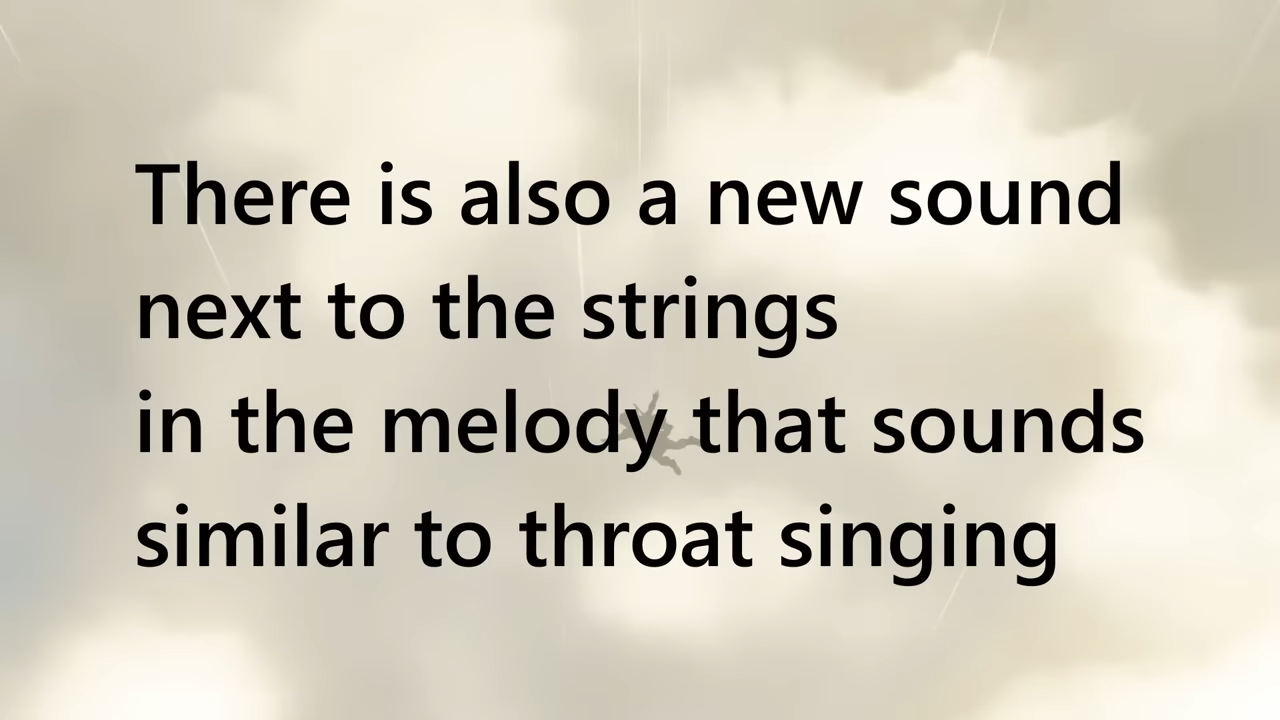 There is also a new sound
next to the strings
in the melody that sounds
similar to throat singing